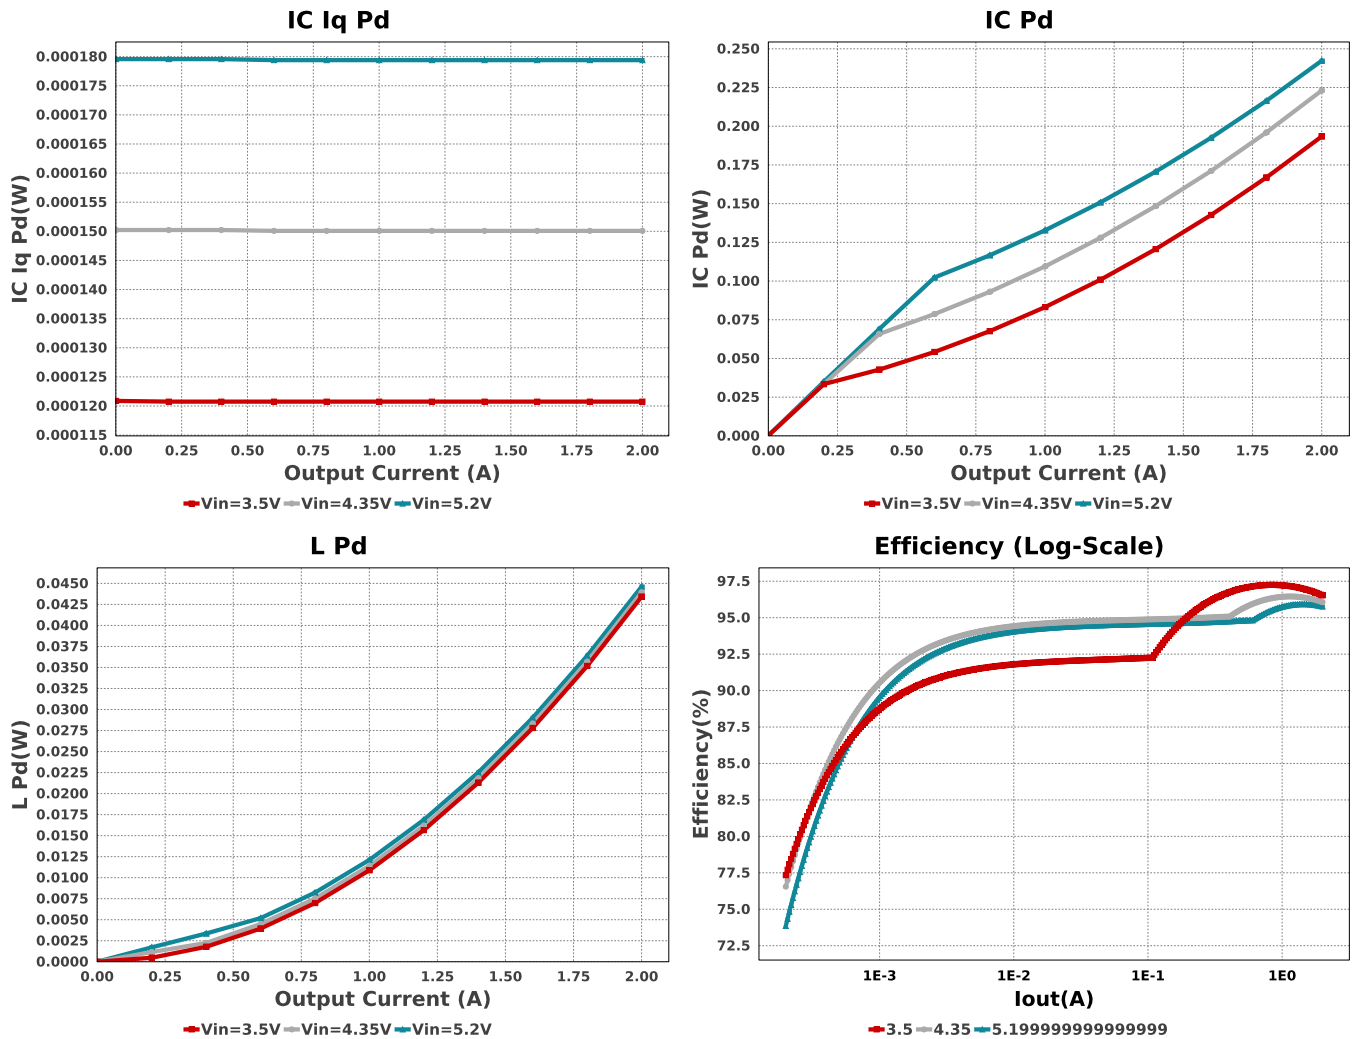 IC Iq Pd
IC Iq Pd(W)
0.000180
0.000175
0.000170
0.000165
0.000160
0.000155
0.000150
0.000145
0.000140
0.000135
0.000130
0.000125
0.000120
0.000115
0.00 0.25 0.50 0.75 1.00 1.25 1.50 1.75 2.00
Output Current (A)
Vin=3.5V Vin=4.35V Vin=5.2V
IC Pd
IC Pd(W)
0.250
0.225
0.200
0.175
0.150
0.125
0.100
0.075
0.050
0.025
0.000
0.00 0.25 0.50 0.75 1.00 1.25 1.50 1.75 2.00
Output Current (A)
Vin=3.5V Vin=4.35V Vin=5.2V
L Pd
L Pd(W)
0.0450
0.0425
0.0400
0.0375
0.0350
0.0325
0.0300
0.0275
0.0250
0.0225
0.0200
0.0175
0.0150
0.0125
0.0100
0.0075
0.0050
0.0025
0.0000
0.00 0.25 0.50 0.75 1.00 1.25 1.50 1.75 2.00
Output Current (A)
Vin=3.5V Vin=4.35V Vin=5.2V
Efficiency (Log-Scale)
Efficiency(%)
97.5
95.0
92.5
90.0
87.5
85.0
82.5
80.0
77.5
75.0
72.5
1E-3 1E-2 1E-1 1E0
Iout(A)
3.5 4.35 5.199999999999999